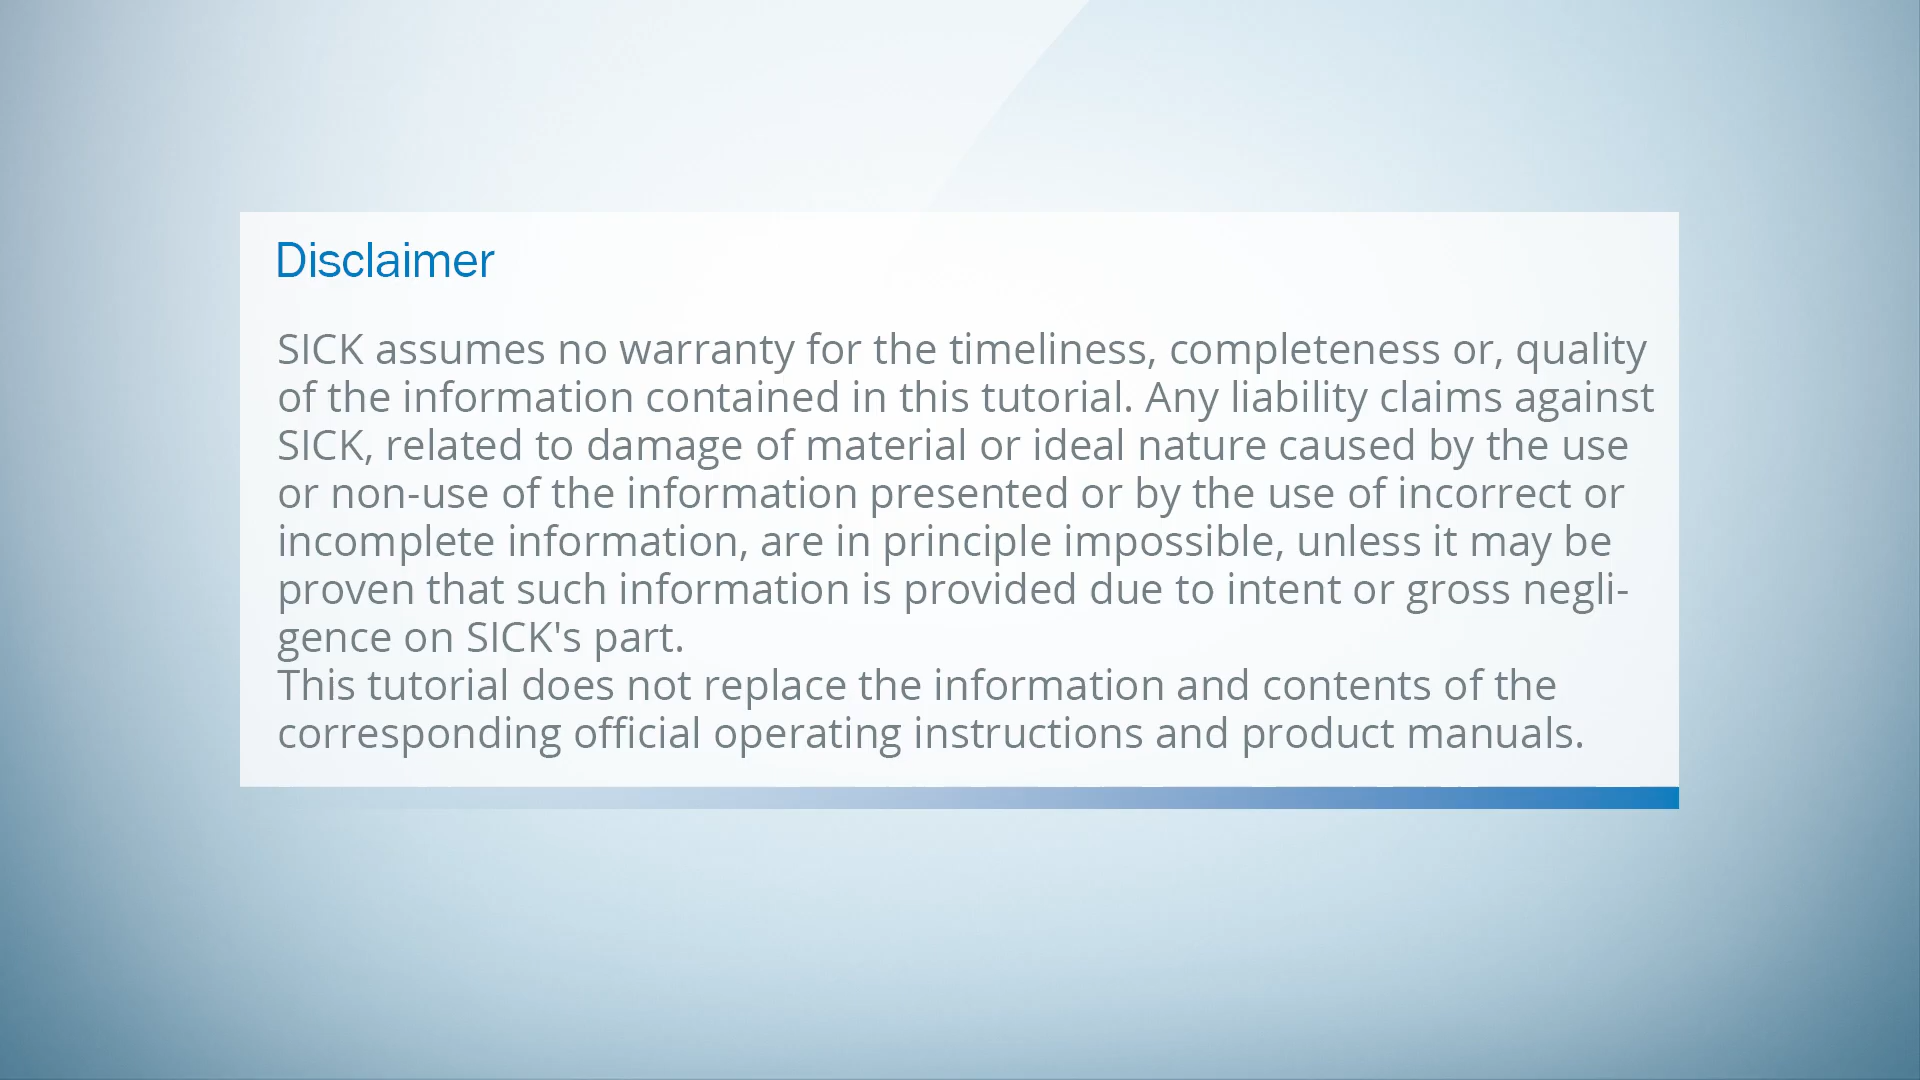 Disclaimer
SICK assumes no warranty for the timeliness, completeness or, quality
of the information contained in this tutorial. Any liability claims against
SICK, related to damage of material or ideal nature caused by the use
or non-use of the information presented or by the use of incorrect or
incomplete information, are in principle impossible, unless it may be
proven that such information is provided due to intent or gross negli-
gence on SICK's part.
This tutorial does not replace the information and contents of the
corresponding official operating instructions and product manuals.